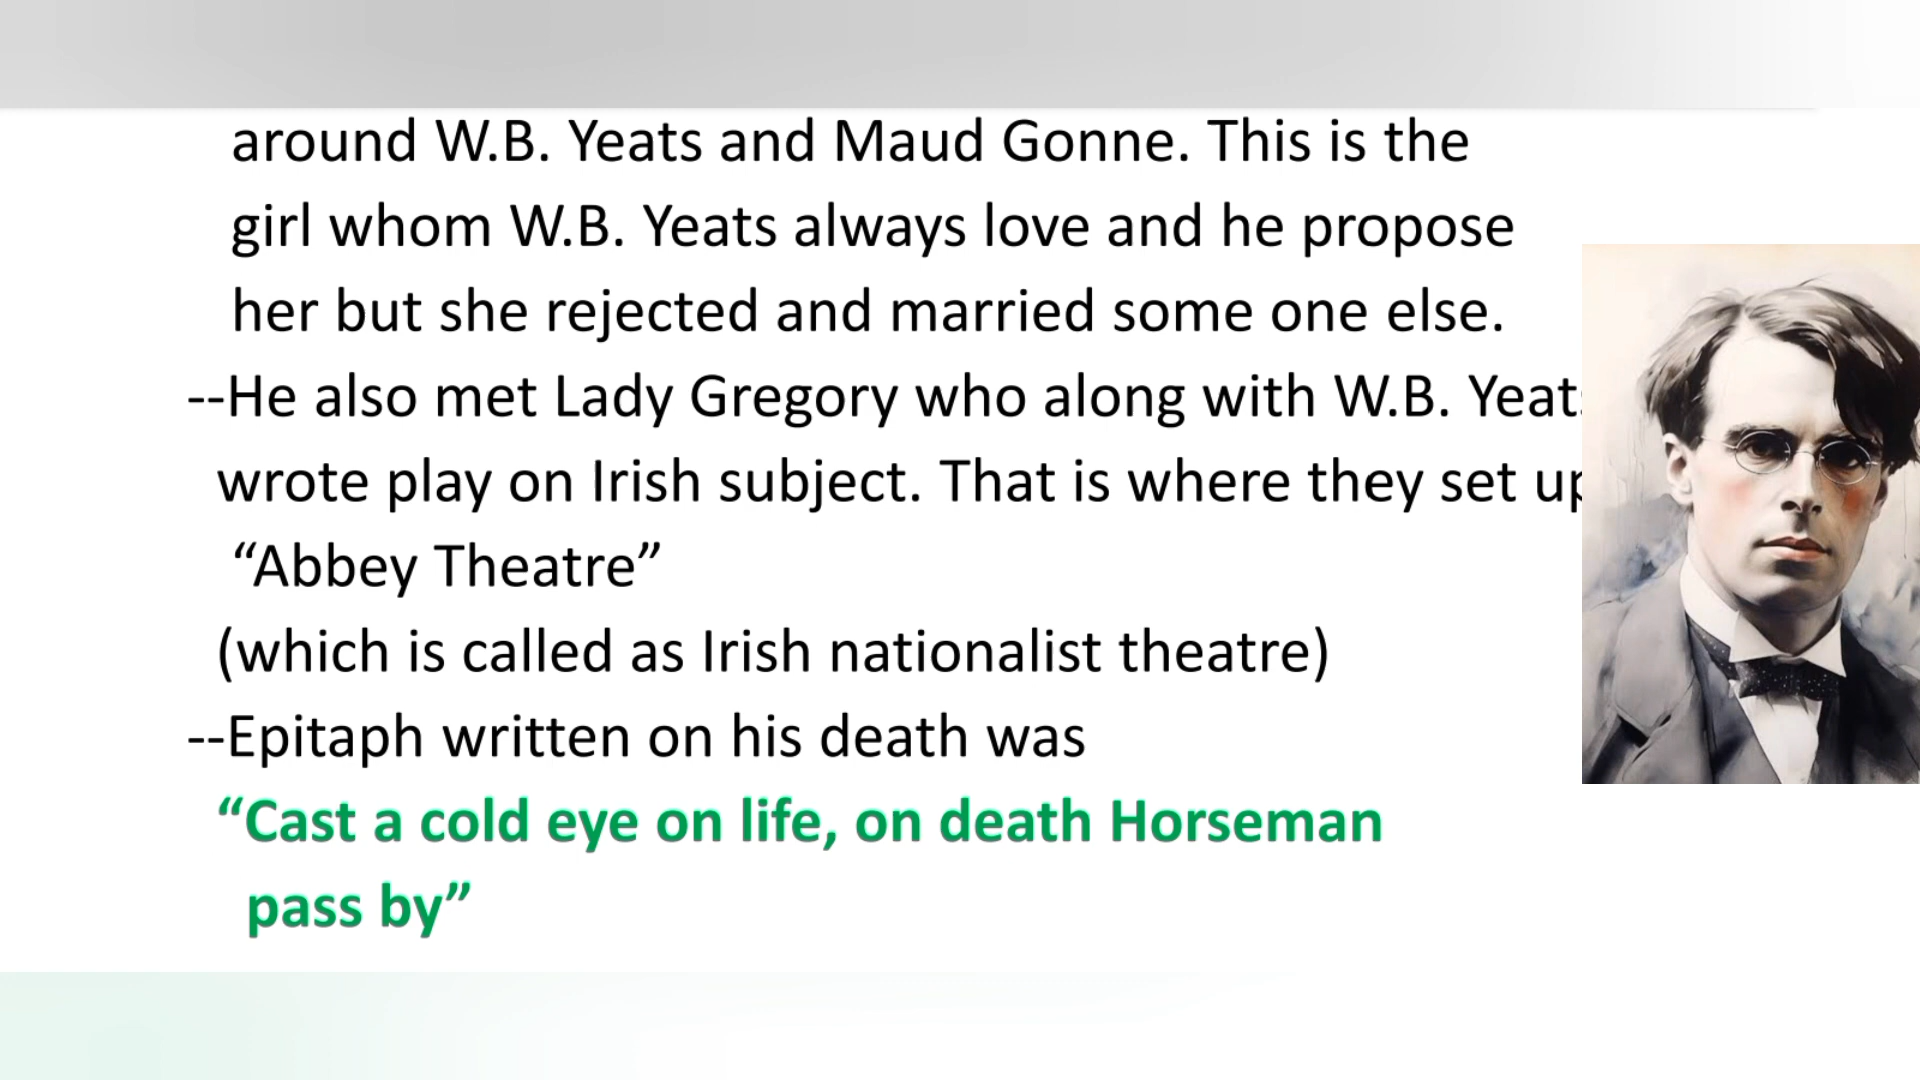 around W.B. Yeats and Maud Gonne. This is the
girl whom W.B. Yeats always love and he propose
her but she rejected and married some one else.
--He also met Lady Gregory who along with W.B. Yeats
wrote play on Irish subject. That is where they set up
“Abbey Theatre”
(which is called as Irish nationalist theatre)
--Epitaph written on his death was
“Cast a cold eye on life, on death Horseman
pass by”